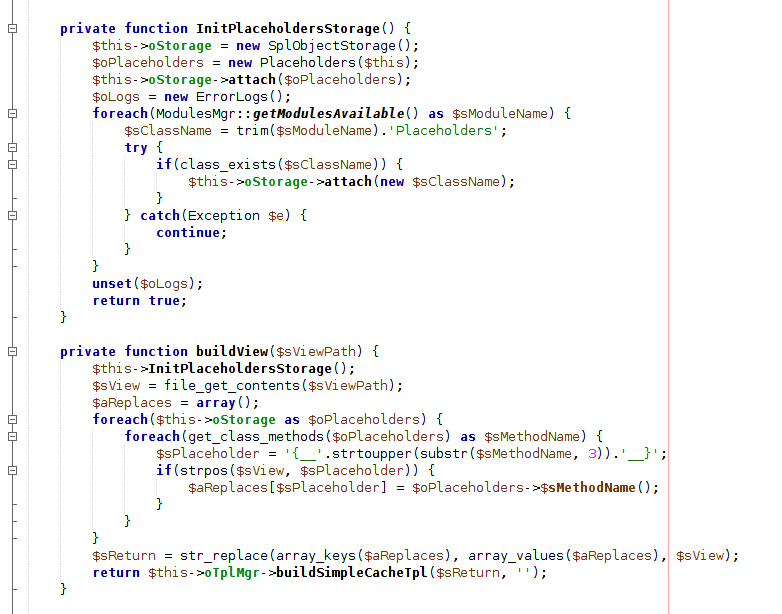 private function InitPlaceholdersStorage() {
$this->oStorage = new SplObjectStorage();
$oPlaceholders = new Placeholders($this);
$this->oStorage->attach($oPlaceholders);
$oLogs = new ErrorLogs();
foreach(ModulesMgr::getModulesAvailable() as $sModuleName) {
$sClassName = trim($sModuleName).'Placeholders';
try {
if(class_exists($sClassName)) {
$this->oStorage->attach(new $sClassName);
}
} catch(Exception $e) {
continue;
}
}
unset($oLogs);
return true;
}
private function buildView($sViewPath) {
$this->InitPlaceholdersStorage();
$sView = file_get_contents($sViewPath);
$aReplaces = array();
foreach($this->oStorage as $oPlaceholders) {
foreach(get_class_methods($oPlaceholders) as $sMethodName) {
$sPlaceholder = '{__'.strtoupper(substr($sMethodName, 3)).'__}';
if(strpos($sView, $sPlaceholder)) {
$aReplaces[$sPlaceholder] = $oPlaceholders->$sMethodName();
}
}
}
$sReturn = str_replace(array_keys($aReplaces), array_values($aReplaces), $sView);
return $this->oTplMgr->buildSimpleCacheTpl($sReturn, '');
}